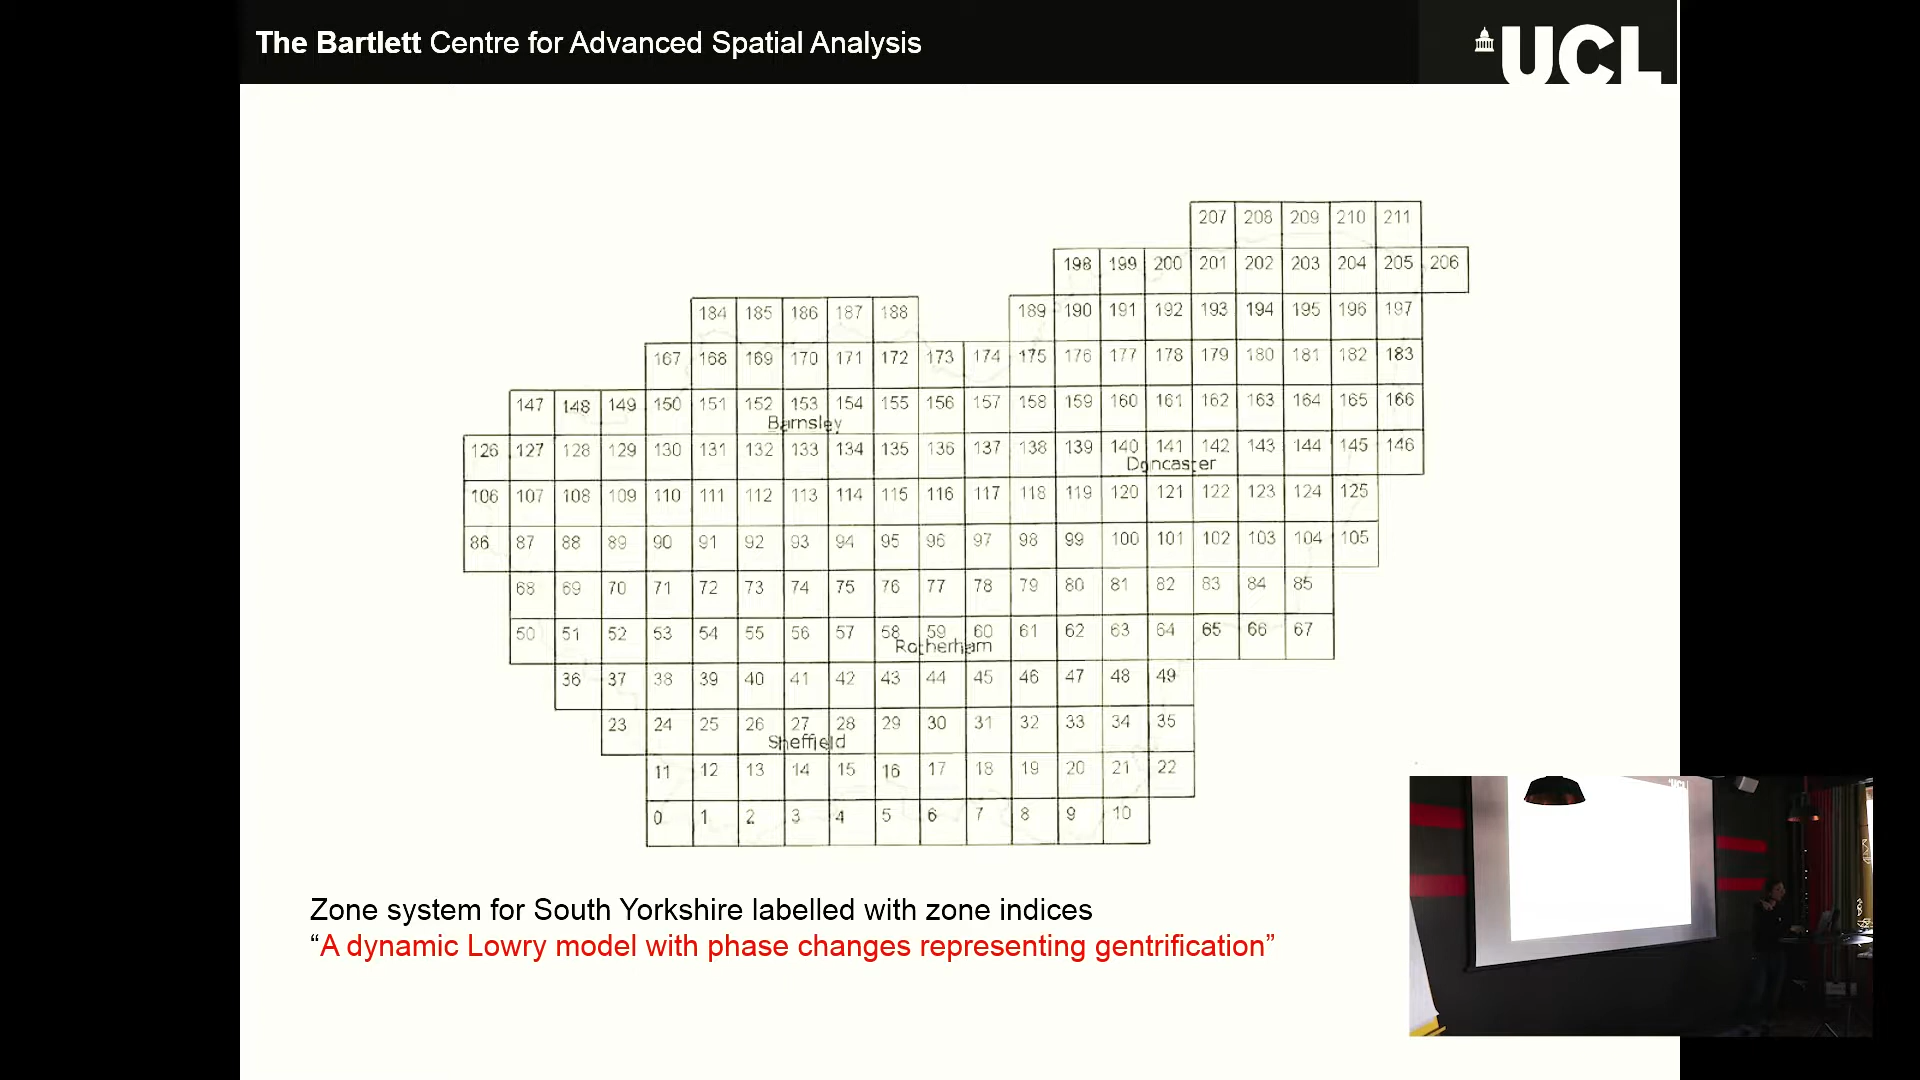 The Bartlett Centre for Advanced Spatial Analysis
UCL
207 208 209 210 211
198 199 200 201 202 203 204 205 206
184 185 186 187 188 189 190 191 192 193 194 195 196 197
167 168 169 170 171 172 173 174 175 176 177 178 179 180 181 182 183
147 148 149 150 151 152 153 154 155 156 157 158 159 160 161 162 163 164 165 166
Barnsley
126 127 128 129 130 131 132 133 134 135 136 137 138 139 140 141 142 143 144 145 146
Doncaster
106 107 108 109 110 111 112 113 114 115 116 117 118 119 120 121 122 123 124 125
86 87 88 89 90 91 92 93 94 95 96 97 98 99 100 101 102 103 104 105
68 69 70 71 72 73 74 75 76 77 78 79 80 81 82 83 84 85
50 51 52 53 54 55 56 57 58 59 60 61 62 63 64 65 66 67
Rotherham
36 37 38 39 40 41 42 43 44 45 46 47 48 49
23 24 25 26 27 28 29 30 31 32 33 34 35
Sheffield
11 12 13 14 15 16 17 18 19 20 21 22
0 1 2 3 4 5 6 7 8 9 10
Zone system for South Yorkshire labelled with zone indices
“A dynamic Lowry model with phase changes representing gentrification”
UCL